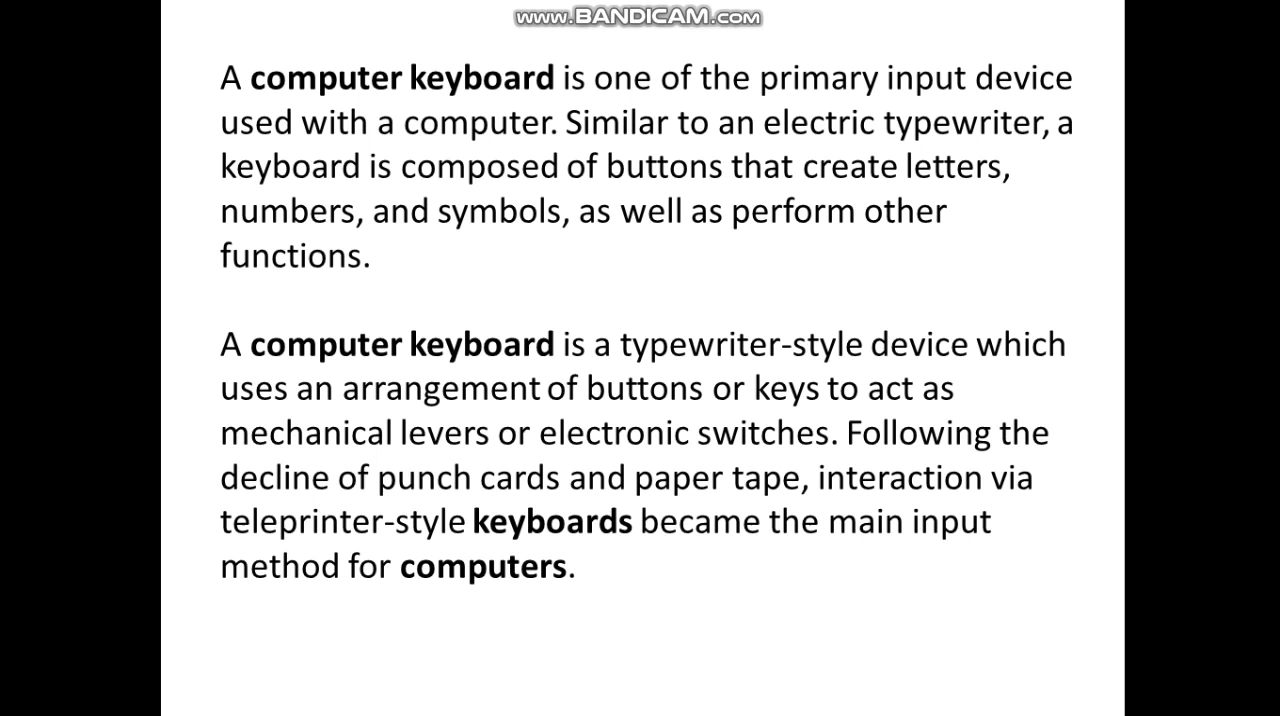 www.BANDICAM.com
A computer keyboard is one of the primary input device
used with a computer. Similar to an electric typewriter, a
keyboard is composed of buttons that create letters,
numbers, and symbols, as well as perform other
functions.
A computer keyboard is a typewriter-style device which
uses an arrangement of buttons or keys to act as
mechanical levers or electronic switches. Following the
decline of punch cards and paper tape, interaction via
teleprinter-style keyboards became the main input
method for computers.